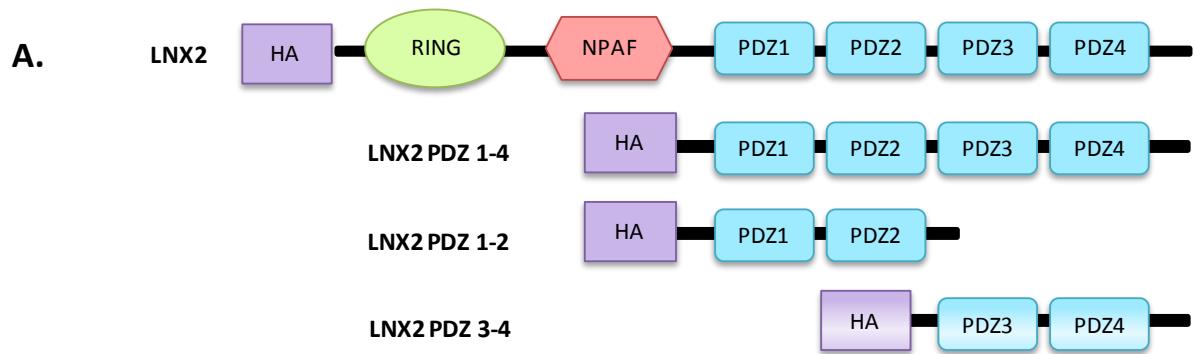 A. LNX2 HA RING NPAF PDZ1 PDZ2 PDZ3 PDZ4
LNX2 PDZ 1-4 HA PDZ1 PDZ2 PDZ3 PDZ4
LNX2 PDZ 1-2 HA PDZ1 PDZ2
LNX2 PDZ 3-4 HA PDZ3 PDZ4